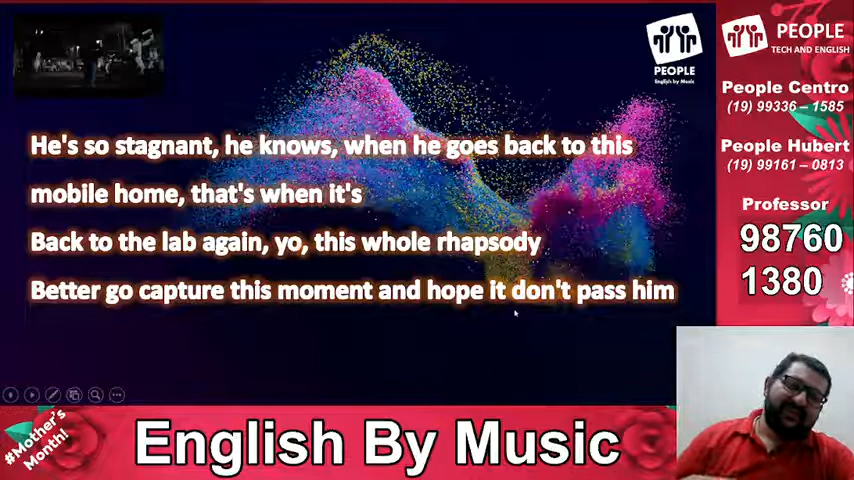 PEOPLE
English by Music
PEOPLE
TECH AND ENGLISH
People Centro
(19) 99336 – 1585
People Hubert
(19) 99161 – 0813
Professor
98760
1380
He's so stagnant, he knows, when he goes back to this
mobile home, that's when it's
Back to the lab again, yo, this whole rhapsody
Better go capture this moment and hope it don't pass him
#Mother's
Month!
English By Music